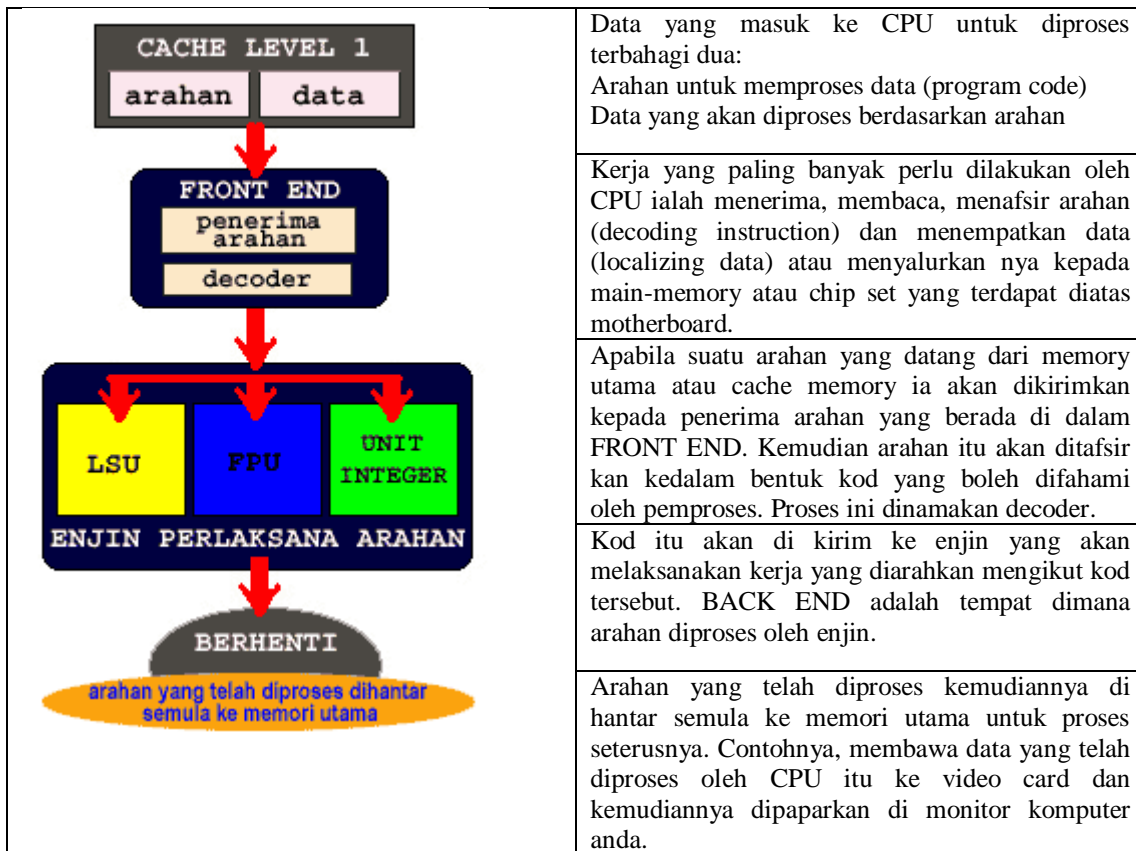 CACHE LEVEL 1
arahan data
FRONT END
penerima
arahan
decoder
LSU FPU UNIT
INTEGER
ENJIN PERLAKSANA ARAHAN
BERHENTI
arahan yang telah diproses dihantar
semula ke memori utama
Data yang masuk ke CPU untuk diproses
terbahagi dua:
Arahan untuk memproses data (program code)
Data yang akan diproses berdasarkan arahan
Kerja yang paling banyak perlu dilakukan oleh
CPU ialah menerima, membaca, menafsir arahan
(decoding instruction) dan menempatkan data
(localizing data) atau menyalurkan nya kepada
main-memory atau chip set yang terdapat diatas
motherboard.
Apabila suatu arahan yang datang dari memory
utama atau cache memory ia akan dikirimkan
kepada penerima arahan yang berada di dalam
FRONT END. Kemudian arahan itu akan ditafsir
kan kedalam bentuk kod yang boleh difahami
oleh pemproses. Proses ini dinamakan decoder.
Kod itu akan di kirim ke enjin yang akan
melaksanakan kerja yang diarahkan mengikut kod
tersebut. BACK END adalah tempat dimana
arahan diproses oleh enjin.
Arahan yang telah diproses kemudiannya di
hantar semula ke memori utama untuk proses
seterusnya. Contohnya, membawa data yang telah
diproses oleh CPU itu ke video card dan
kemudiannya dipaparkan di monitor komputer
anda.